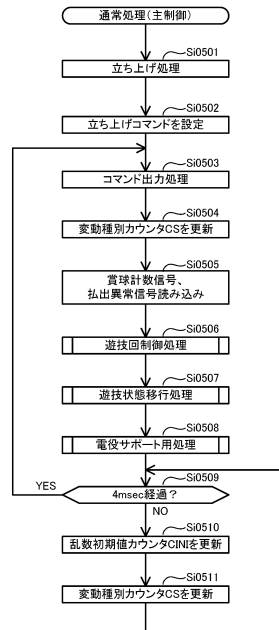 通常処理(主制御)
Si0501
立ち上げ処理
Si0502
立ち上げコマンドを設定
Si0503
コマンド出力処理
Si0504
変動種別カウンタCSを更新
Si0505
賞球計数信号、
払出異常信号読み込み
Si0506
遊技回制御処理
Si0507
遊技状態移行処理
Si0508
電役サポート用処理
Si0509
YES
4msec経過？
NO
Si0510
乱数初期値カウンタCINIを更新
Si0511
変動種別カウンタCSを更新